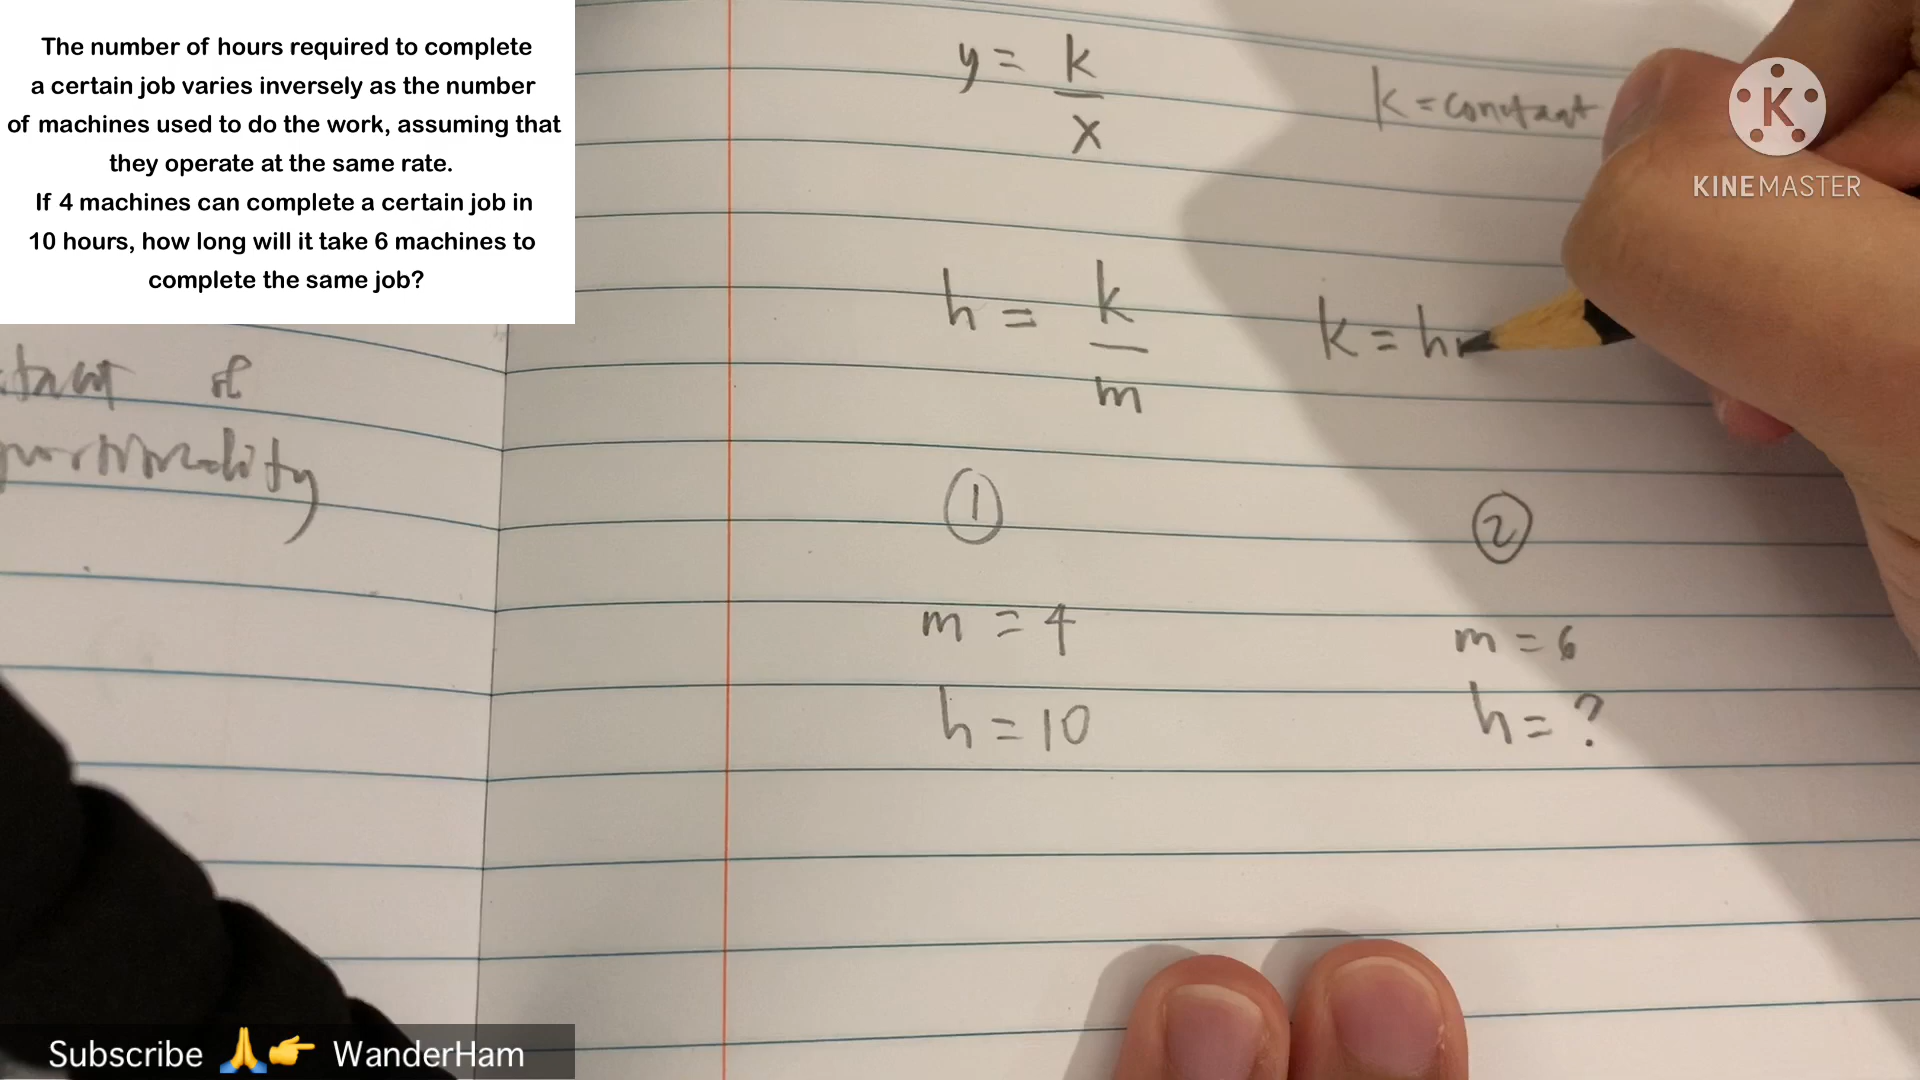 The number of hours required to complete
a certain job varies inversely as the number
of machines used to do the work, assuming that
they operate at the same rate.
If 4 machines can complete a certain job in
10 hours, how long will it take 6 machines to
complete the same job?
y = k
x
k = constant
KINEMASTER
h = k
m
k = h
① ②
m = 4 m = 6
h = 10 h = ?
Subscribe 🙏👉 WanderHam